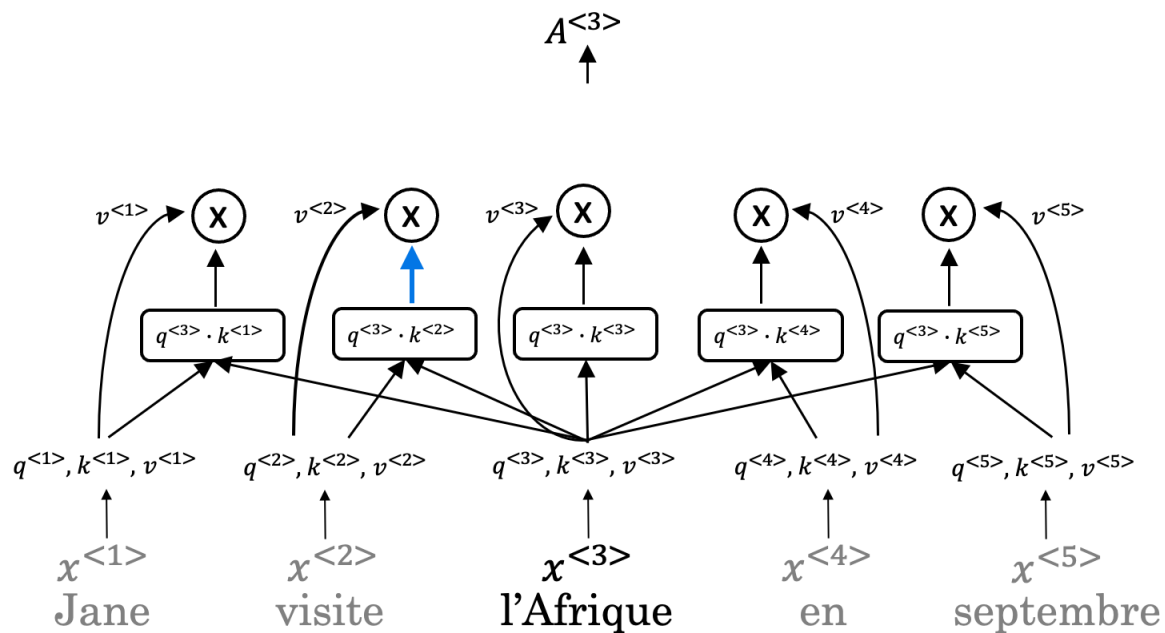 A^{<3>}
v^{<1>} X v^{<2>} X v^{<3>} X X v^{<4>} X v^{<5>}
q^{<3>} · k^{<1>} q^{<3>} · k^{<2>} q^{<3>} · k^{<3>} q^{<3>} · k^{<4>} q^{<3>} · k^{<5>}
q^{<1>}, k^{<1>}, v^{<1>} q^{<2>}, k^{<2>}, v^{<2>} q^{<3>}, k^{<3>}, v^{<3>} q^{<4>}, k^{<4>}, v^{<4>} q^{<5>}, k^{<5>}, v^{<5>}
x^{<1>} x^{<2>} x^{<3>} x^{<4>} x^{<5>}
Jane visite l'Afrique en septembre